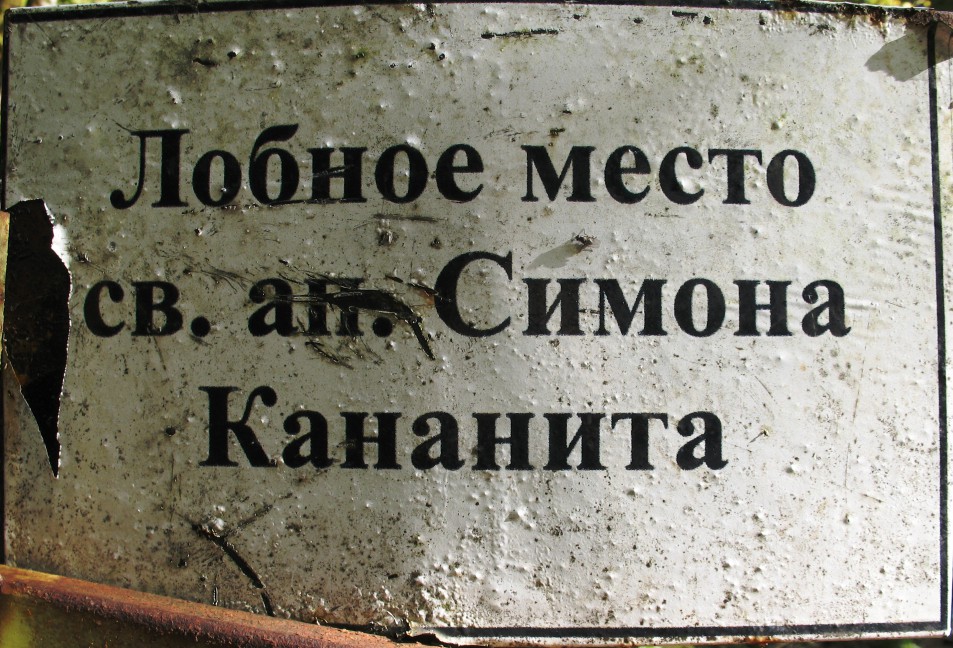 Лобное место
св. ап. Симона
Кананита